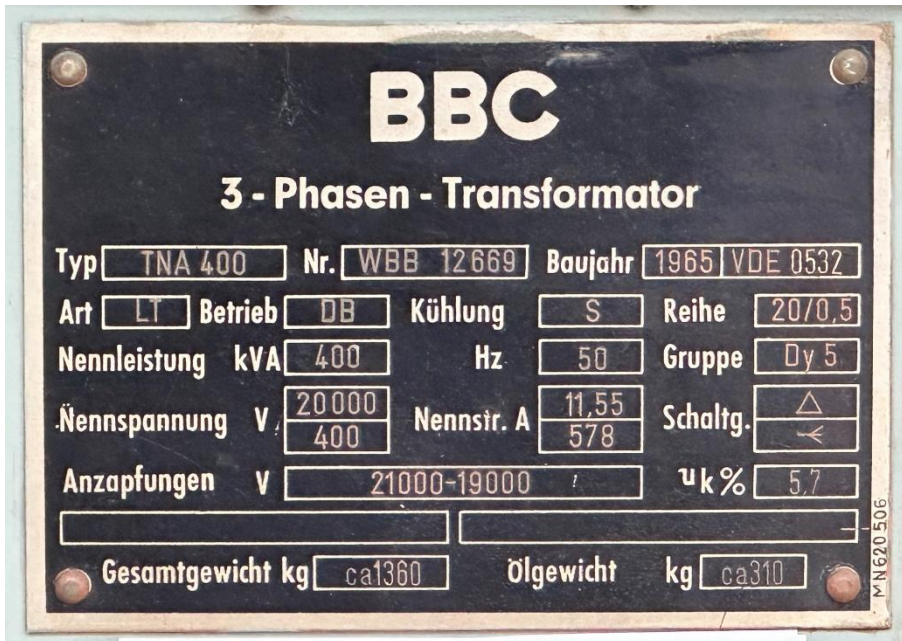 BBC
3 - Phasen - Transformator
Typ TNA 400 Nr. WBB 12669 Baujahr 1965 VDE 0532
Art LT Betrieb DB Kühlung S Reihe 20/0,5
Nennleistung kVA 400 Hz 50 Gruppe Dy 5
Nennspannung V 20000 400 Nennstr. A 11,55 578 Schaltg.
Anzapfungen V 21000-19000 uk% 5,7
Gesamtgewicht kg ca1360 Ölgewicht kg ca310
MN620506